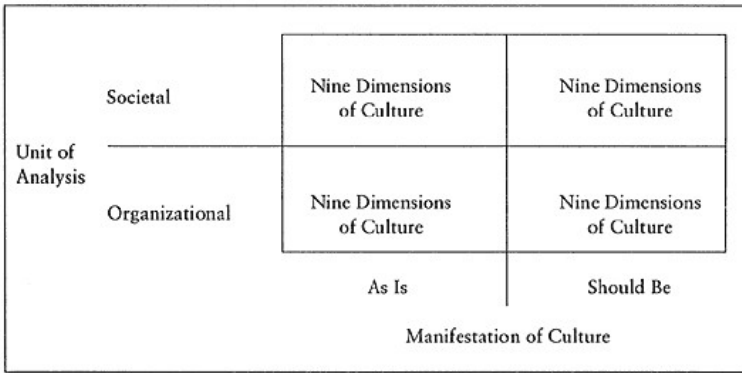 Societal
Nine Dimensions
of Culture
Nine Dimensions
of Culture
Unit of
Analysis
Organizational
Nine Dimensions
of Culture
Nine Dimensions
of Culture
As Is
Should Be
Manifestation of Culture